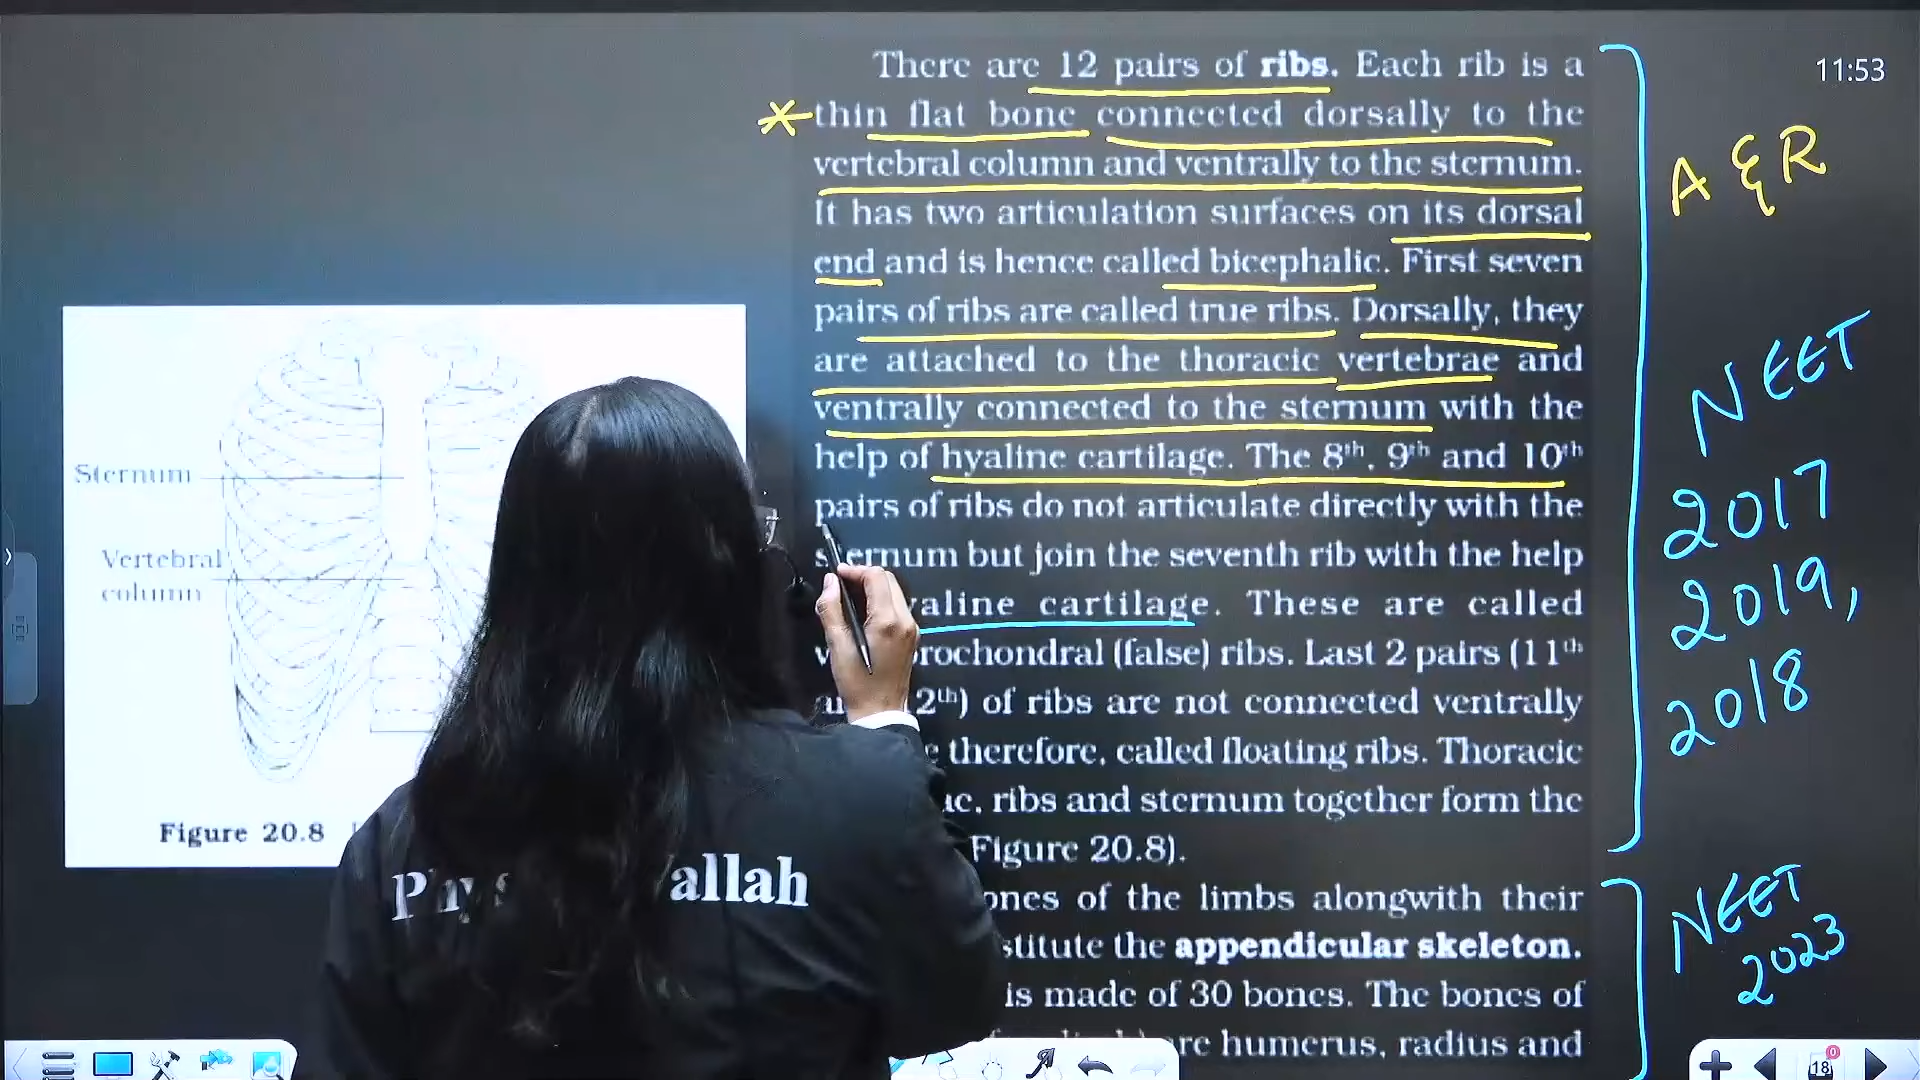 There are 12 pairs of ribs. Each rib is a
thin flat bone connected dorsally to the
vertebral column and ventrally to the sternum.
It has two articulation surfaces on its dorsal
end and is hence called bicephalic. First seven
pairs of ribs are called true ribs. Dorsally, they
are attached to the thoracic vertebrae and
ventrally connected to the sternum with the
help of hyaline cartilage. The 8th, 9th and 10th
pairs of ribs do not articulate directly with the
sternum but join the seventh rib with the help
cartilage. These are called
(false) ribs. Last 2 pairs (11th
of ribs are not connected ventrally
therefore, called floating ribs. Thoracic
ribs and sternum together form the
Figure 20.8).
of the limbs alongwith their
the appendicular skeleton.
is made of 30 bones. The bones of
humerus, radius and
11:53
A & R
NEET
2017
2019,
2018
NEET
2023
Sternum
Vertebral
column
Figure 20.8
allah
18
0